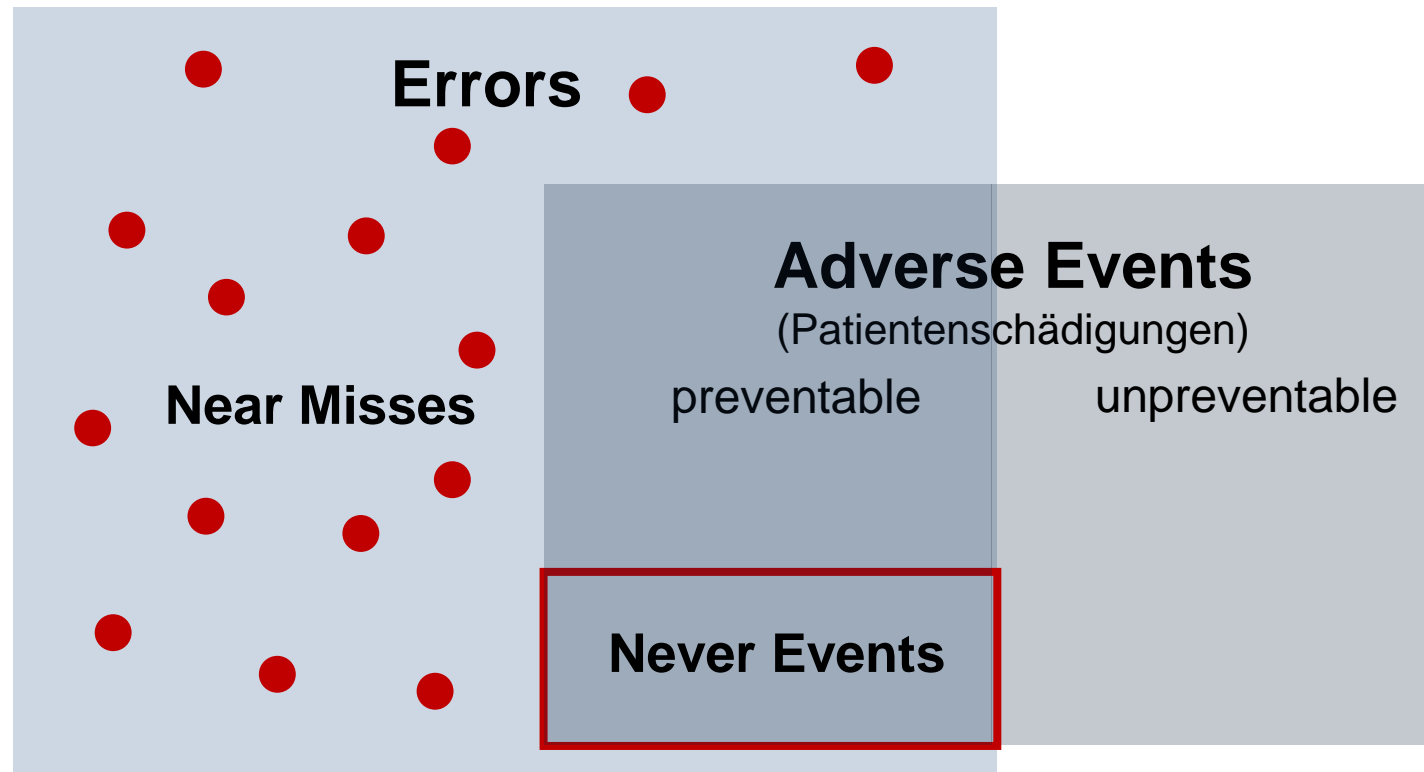 Errors
Adverse Events
(Patientenschädigungen)
preventable
unpreventable
Near Misses
Never Events